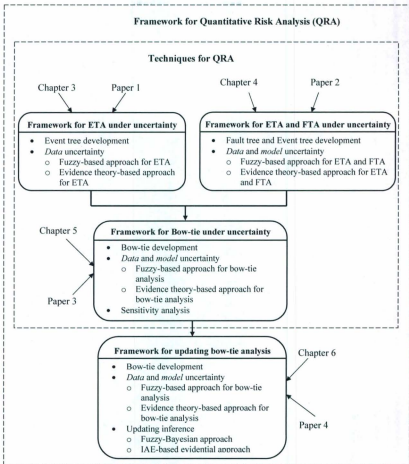 Framework for Quantitative Risk Analysis (QRA)
Techniques for QRA
Chapter 3
Paper 1
Chapter 4
Paper 2
Framework for ETA under uncertainty
• Event tree development
• Data uncertainty
o Fuzzy-based approach for ETA
o Evidence theory-based approach
for ETA
Framework for ETA and FTA under uncertainty
• Fault tree and Event tree development
• Data and model uncertainty
o Fuzzy-based approach for ETA and FTA
o Evidence theory-based approach for ETA
and FTA
Chapter 5
Paper 3
Framework for Bow-tie under uncertainty
• Bow-tie development
• Data and model uncertainty
o Fuzzy-based approach for bow-tie
analysis
o Evidence theory-based approach for
bow-tie analysis
• Sensitivity analysis
Framework for updating bow-tie analysis
• Bow-tie development
• Data and model uncertainty
o Fuzzy-based approach for bow-tie
analysis
o Evidence theory-based approach for
bow-tie analysis
• Updating inference
o Fuzzy-Bayesian approach
o IAE-based evidential approach
Chapter 6
Paper 4